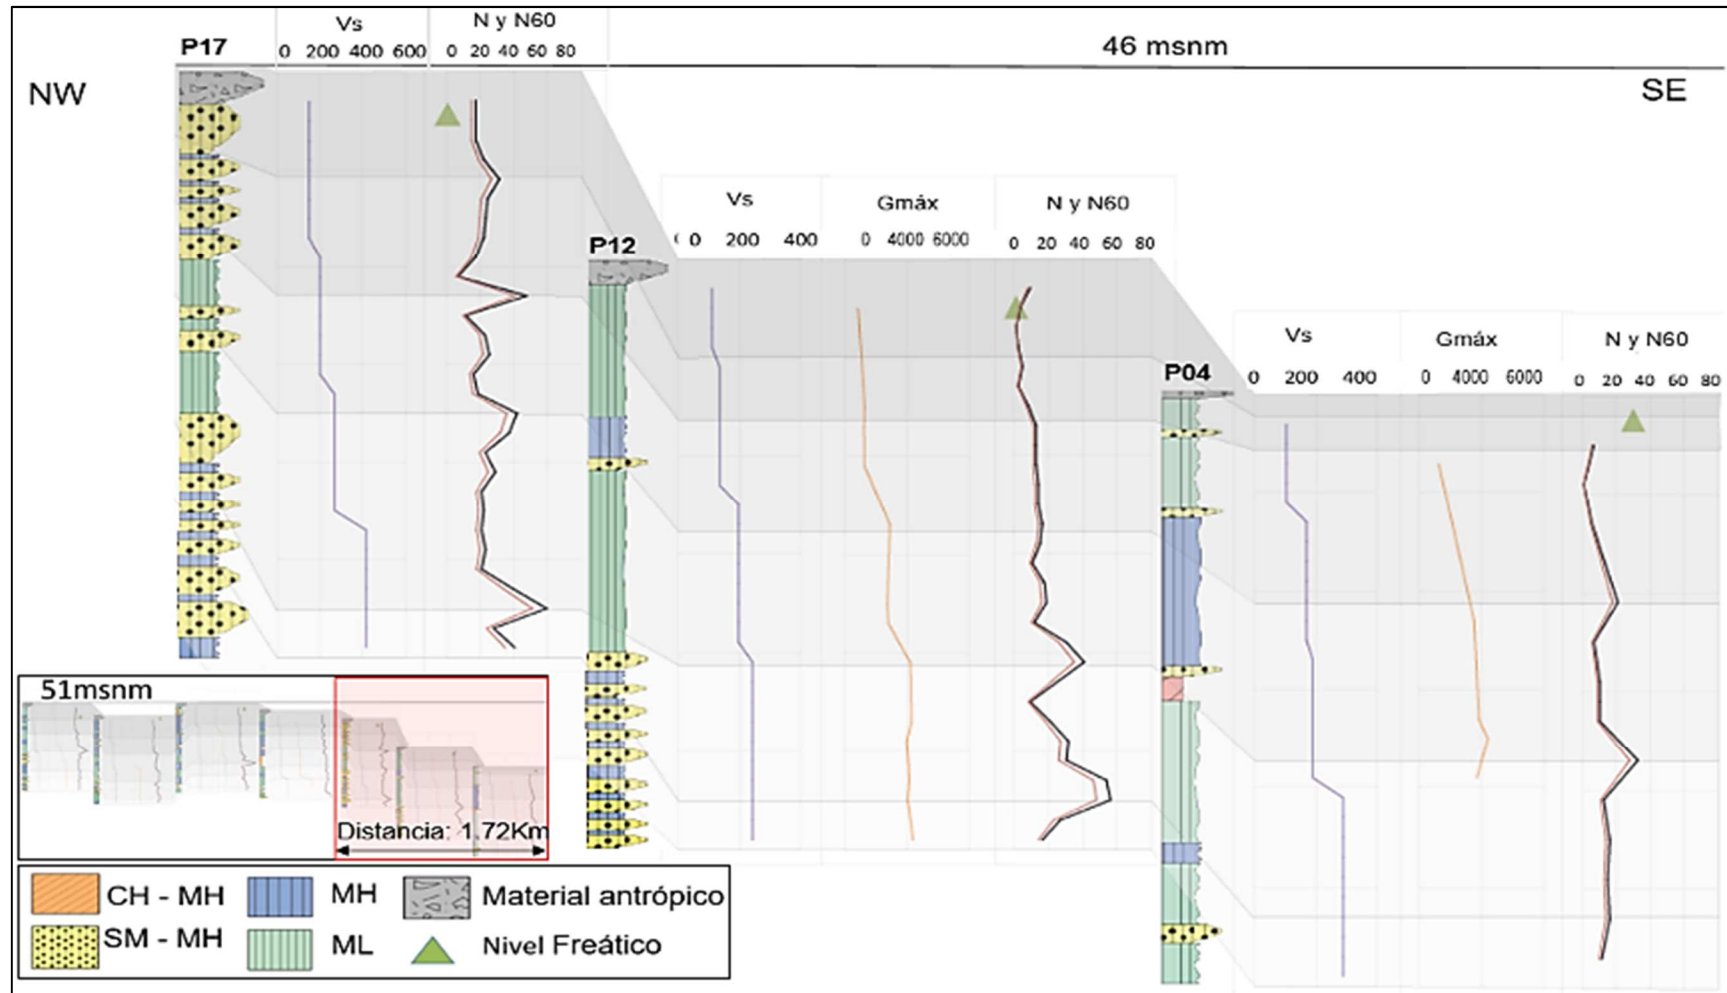 Vs
N y N60
P17
0 200 400 600
0 20 40 60 80
46 msnm
NW
SE
Vs
Gmáx
N y N60
P12
0 200 400
0 4000 6000
0 20 40 60 80
Vs
Gmáx
N y N60
P04
0 200 400
0 4000 6000
0 20 40 60 80
51msnm
Distancia: 1.72Km
CH - MH
MH
Material antrópico
SM - MH
ML
Nivel Freático